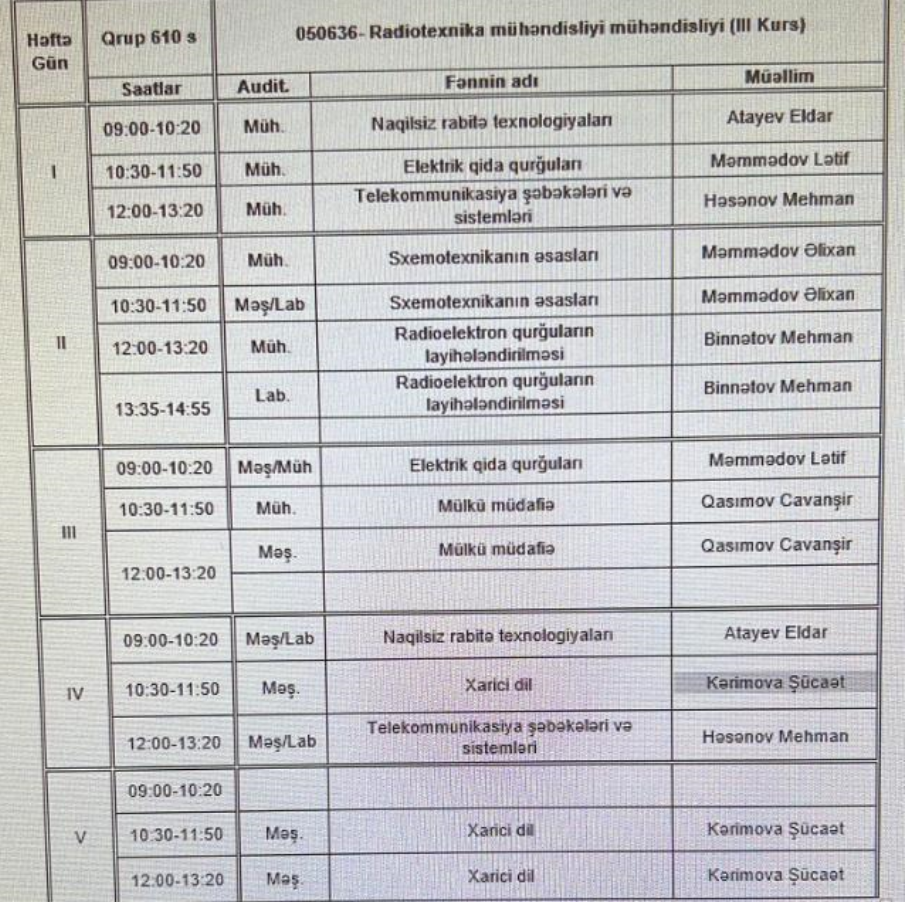 Həftə Gün
Qrup 610 s
050636- Radiotexnika mühəndisliyi mühəndisliyi (III Kurs)
Saatlar Audit. Fənnin adı Müəllim
I
09:00-10:20 Müh. Naqilsiz rabitə texnologiyaları Atayev Eldar
10:30-11:50 Müh. Elektrik qida qurğuları Məmmədov Lətif
12:00-13:20 Müh. Telekommunikasiya şəbəkələri və
sistemləri Həsənov Mehman
II
09:00-10:20 Müh. Sxemotexnikanın əsasları Məmmədov Əlixan
10:30-11:50 Məş/Lab Sxemotexnikanın əsasları Məmmədov Əlixan
12:00-13:20 Müh. Radioelektron qurğuların
layihələndirilməsi Binnətov Mehman
13:35-14:55 Lab. Radioelektron qurğuların
layihələndirilməsi Binnətov Mehman
III
09:00-10:20 Məş/Müh Elektrik qida qurğuları Məmmədov Lətif
10:30-11:50 Müh. Mülkü müdafiə Qasımov Cavanşir
12:00-13:20 Məş. Mülkü müdafiə Qasımov Cavanşir
IV
09:00-10:20 Məş/Lab Naqilsiz rabitə texnologiyaları Atayev Eldar
10:30-11:50 Məş. Xarici dil Kərimova Şücaət
12:00-13:20 Məş/Lab Telekommunikasiya şəbəkələri və
sistemləri Həsənov Mehman
V
09:00-10:20
10:30-11:50 Məş. Xarici dil Kərimova Şücaət
12:00-13:20 Məş. Xarici dil Kərimova Şücaət